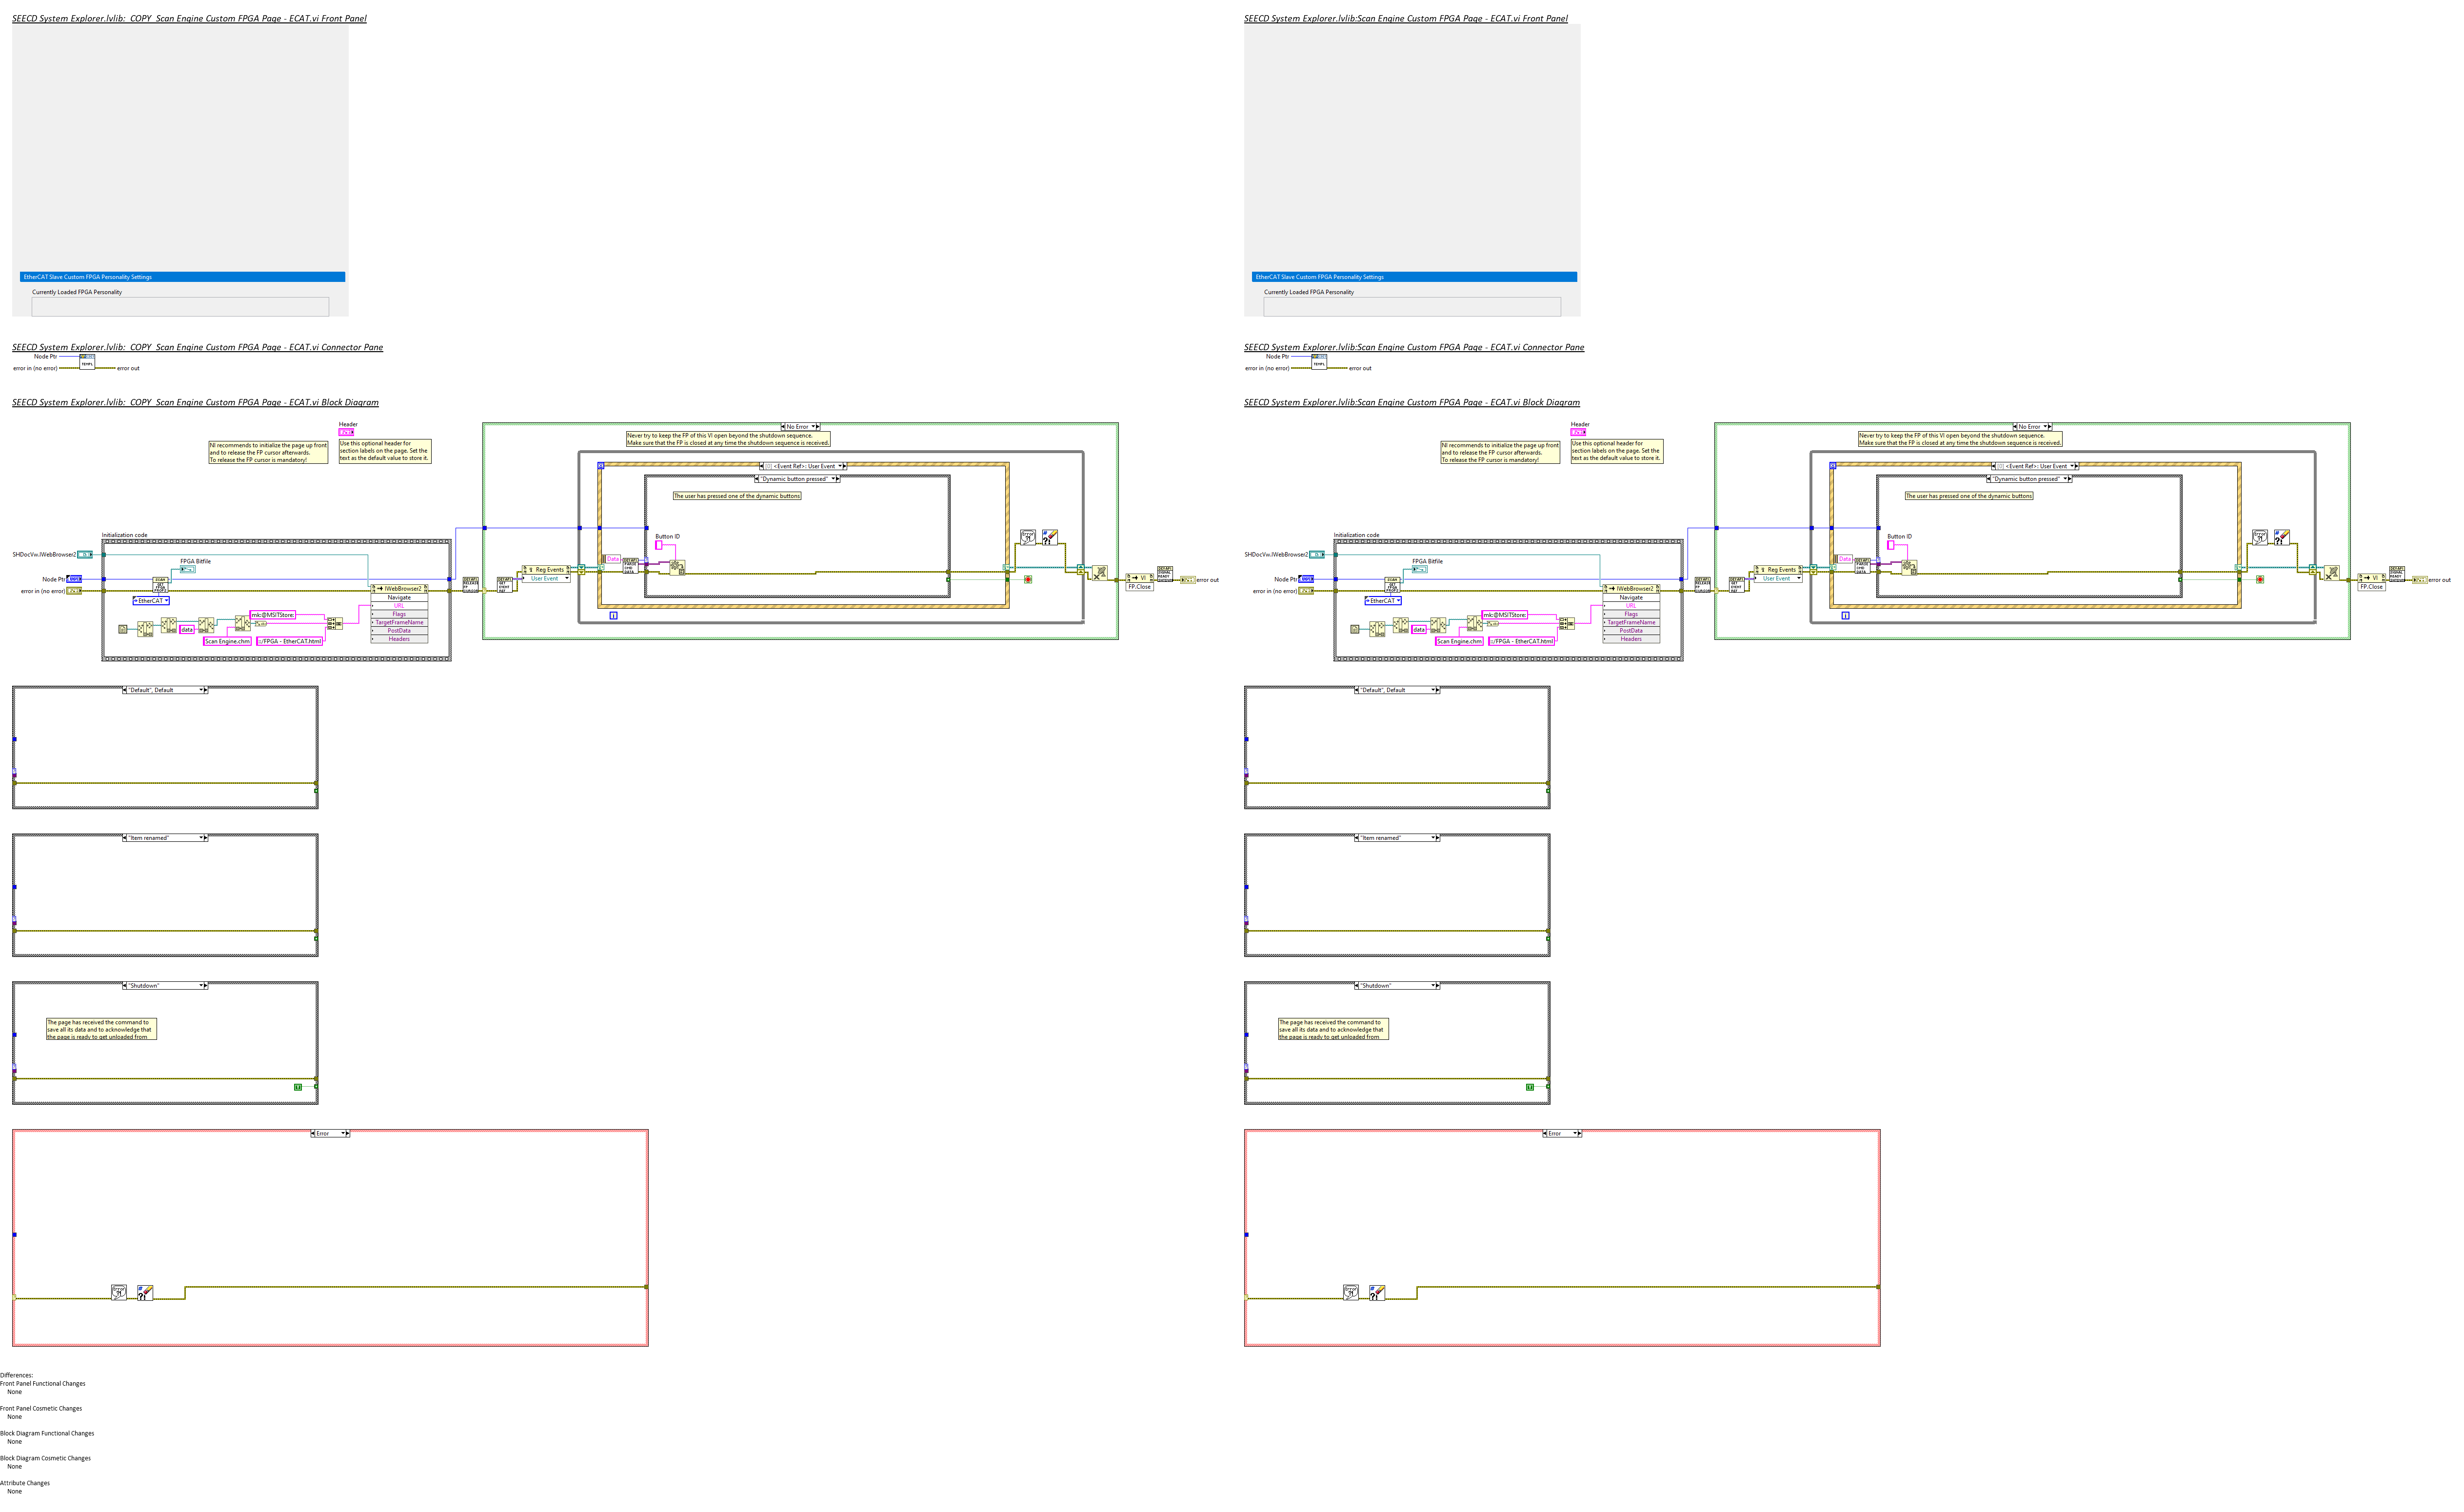 SEECD System Explorer.lvlib:_COPY_Scan Engine Custom FPGA Page - ECAT.vi Front Panel
EtherCAT Slave Custom FPGA Personality Settings
Currently Loaded FPGA Personality
SEECD System Explorer.lvlib:_COPY_Scan Engine Custom FPGA Page - ECAT.vi Connector Pane
Node Ptr
error in (no error)
error out
SEECD System Explorer.lvlib:_COPY_Scan Engine Custom FPGA Page - ECAT.vi Block Diagram
Header
NI recommends to initialize the page up front
and to release the FP cursor afterwards.
To release the FP cursor is mandatory!
Use this optional header for
section labels on the page. Set the
text as the default value to store it.
No Error
Never try to keep the FP of this VI open beyond the shutdown sequence.
Make sure that the FP is closed at any time the shutdown sequence is received.
[0] <Event Ref>: User Event
"Dynamic button pressed"
The user has pressed one of the dynamic buttons
Initialization code
Button ID
SHDocVw.IWebBrowser2
FPGA Bitfile
Data
Reg Events
User Event
Node Ptr
error in (no error)
EtherCAT
IWebBrowser2
Navigate
URL
Flags
TargetFrameName
PostData
Headers
mk:@MSITStore:
data
Scan Engine.chm
::/FPGA - EtherCAT.html
VI
FP.Close
error out
"Default", Default
"Item renamed"
"Shutdown"
The page has received the command to
save all its data and to acknowledge that
the page is ready to get unloaded from
Error
SEECD System Explorer.lvlib:Scan Engine Custom FPGA Page - ECAT.vi Front Panel
EtherCAT Slave Custom FPGA Personality Settings
Currently Loaded FPGA Personality
SEECD System Explorer.lvlib:Scan Engine Custom FPGA Page - ECAT.vi Connector Pane
Node Ptr
error in (no error)
error out
SEECD System Explorer.lvlib:Scan Engine Custom FPGA Page - ECAT.vi Block Diagram
Header
NI recommends to initialize the page up front
and to release the FP cursor afterwards.
To release the FP cursor is mandatory!
Use this optional header for
section labels on the page. Set the
text as the default value to store it.
No Error
Never try to keep the FP of this VI open beyond the shutdown sequence.
Make sure that the FP is closed at any time the shutdown sequence is received.
[0] <Event Ref>: User Event
"Dynamic button pressed"
The user has pressed one of the dynamic buttons
Initialization code
Button ID
SHDocVw.IWebBrowser2
FPGA Bitfile
Data
Reg Events
User Event
Node Ptr
error in (no error)
EtherCAT
IWebBrowser2
Navigate
URL
Flags
TargetFrameName
PostData
Headers
mk:@MSITStore:
data
Scan Engine.chm
::/FPGA - EtherCAT.html
VI
FP.Close
error out
"Default", Default
"Item renamed"
"Shutdown"
The page has received the command to
save all its data and to acknowledge that
the page is ready to get unloaded from
Error
Differences:
Front Panel Functional Changes
None
Front Panel Cosmetic Changes
None
Block Diagram Functional Changes
None
Block Diagram Cosmetic Changes
None
Attribute Changes
None